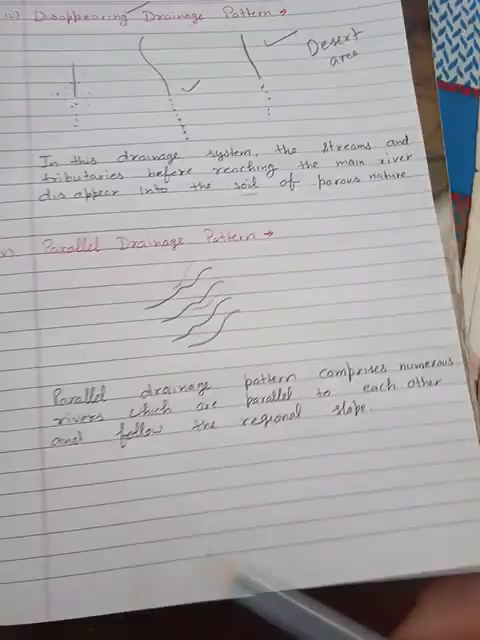 iv) Disappearing Drainage Pattern →
Desert
area
In this drainage system, the streams and
tributaries before reaching the main river
disappear into the soil of porous nature
v) Parallel Drainage Pattern →
Parallel drainage pattern comprises numerous
rivers which are parallel to each other
and follow the regional slope.